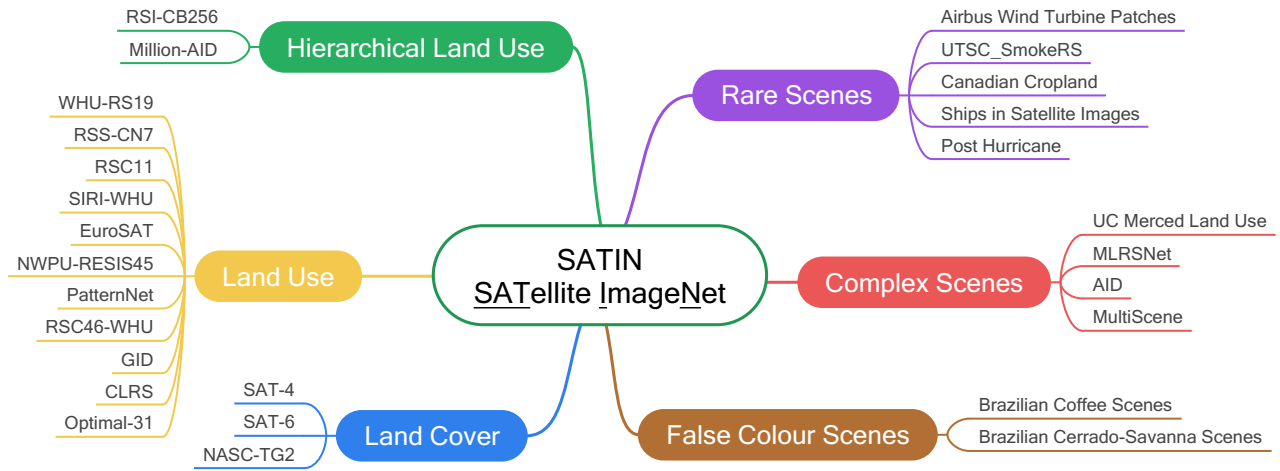 RSI-CB256
Million-AID
Hierarchical Land Use
WHU-RS19
RSS-CN7
RSC11
SIRI-WHU
EuroSAT
NWPU-RESIS45
PatternNet
RSC46-WHU
GID
CLRS
Optimal-31
Land Use
SAT-4
SAT-6
NASC-TG2
Land Cover
SATIN
SATellite ImageNet
Airbus Wind Turbine Patches
UTSC_SmokeRS
Canadian Cropland
Ships in Satellite Images
Post Hurricane
Rare Scenes
UC Merced Land Use
MLRSNet
AID
MultiScene
Complex Scenes
Brazilian Coffee Scenes
Brazilian Cerrado-Savanna Scenes
False Colour Scenes